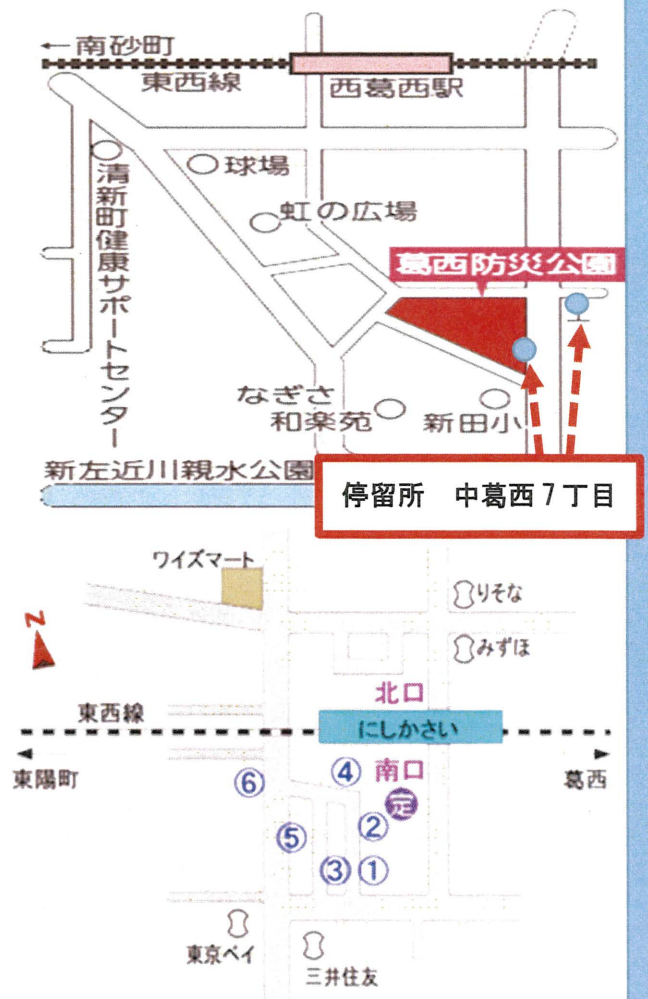 ← 南砂町
東西線
西葛西駅
球場
清新町健康サポートセンター
虹の広場
葛西防災公園
なぎさ
和楽苑
新田小
新左近川親水公園
停留所 中葛西7丁目
ワイズマート
りそな
みずほ
N
北口
東西線
にしかさい
東陽町
葛西
⑥
④
南口
定
②
⑤
③
①
東京ベイ
三井住友